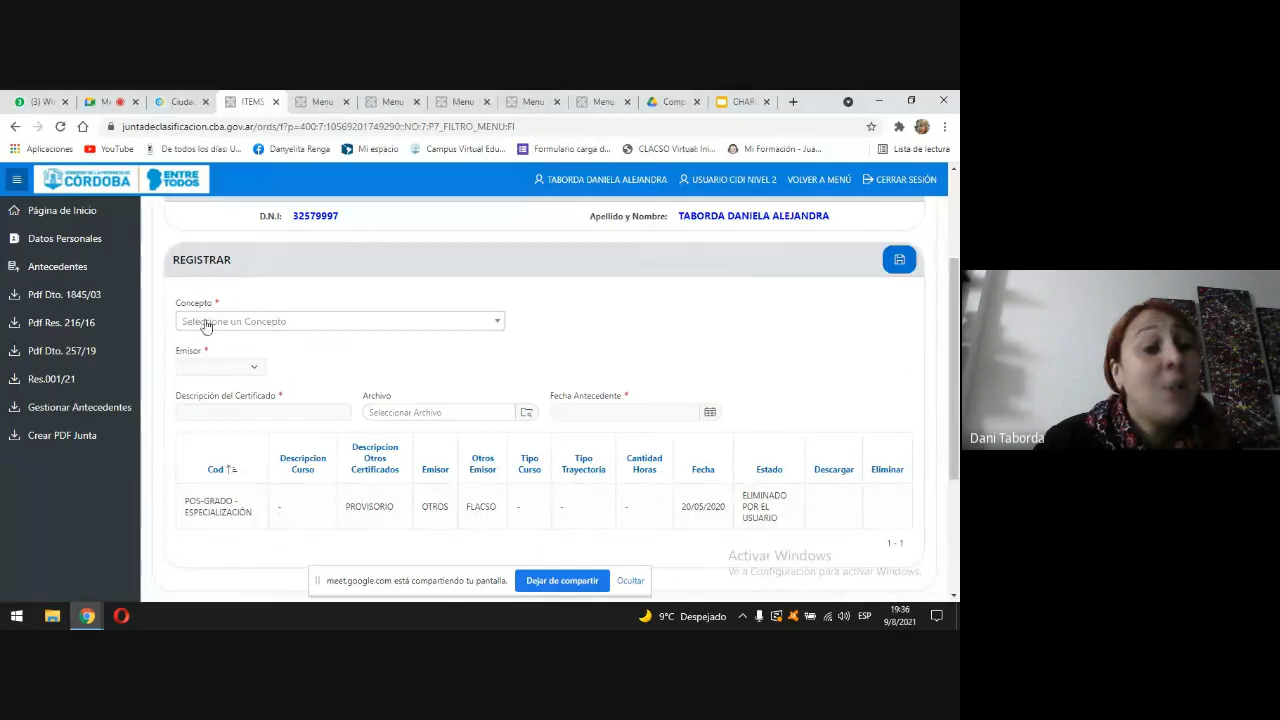 (3) W
M
Ciuda
ITEMS
Menu
Menu
Menu
Menu
Menu
Comp
CHAR
juntadeclasificacion.cba.gov.ar/ords/f?p=400:7:10569201749290::NO:7:P7_FILTRO_MENU:FI
Aplicaciones
YouTube
De todos los días: U...
Danyelita Renga
Mi espacio
Campus Virtual Edu...
Formulario carga d...
CLACSO Virtual: Ini...
Mi Formación - Jua...
Lista de lectura
CÓRDOBA
ENTRE TODOS
TABORDA DANIELA ALEJANDRA
USUARIO CIDI NIVEL 2
VOLVER A MENÚ
CERRAR SESIÓN
Página de Inicio
Datos Personales
Antecedentes
Pdf Dto. 1845/03
Pdf Res. 216/16
Pdf Dto. 257/19
Res.001/21
Gestionar Antecedentes
Crear PDF Junta
D.N.I: 32579997
Apellido y Nombre: TABORDA DANIELA ALEJANDRA
REGISTRAR
Concepto *
Seleccione un Concepto
Emisor *
Descripción del Certificado *
Archivo
Fecha Antecedente *
Seleccionar Archivo
Cod
Descripcion Curso
Descripcion Otros Certificados
Emisor
Otros Emisor
Tipo Curso
Tipo Trayectoria
Cantidad Horas
Fecha
Estado
Descargar
Eliminar
POS-GRADO - ESPECIALIZACIÓN
-
PROVISORIO
OTROS
FLACSO
-
-
-
20/05/2020
ELIMINADO POR EL USUARIO
1 - 1
Activar Windows
Ve a Configuración para activar Windows.
meet.google.com está compartiendo tu pantalla.
Dejar de compartir
Ocultar
9°C Despejado
ESP
19:36
9/8/2021
Dani Taborda